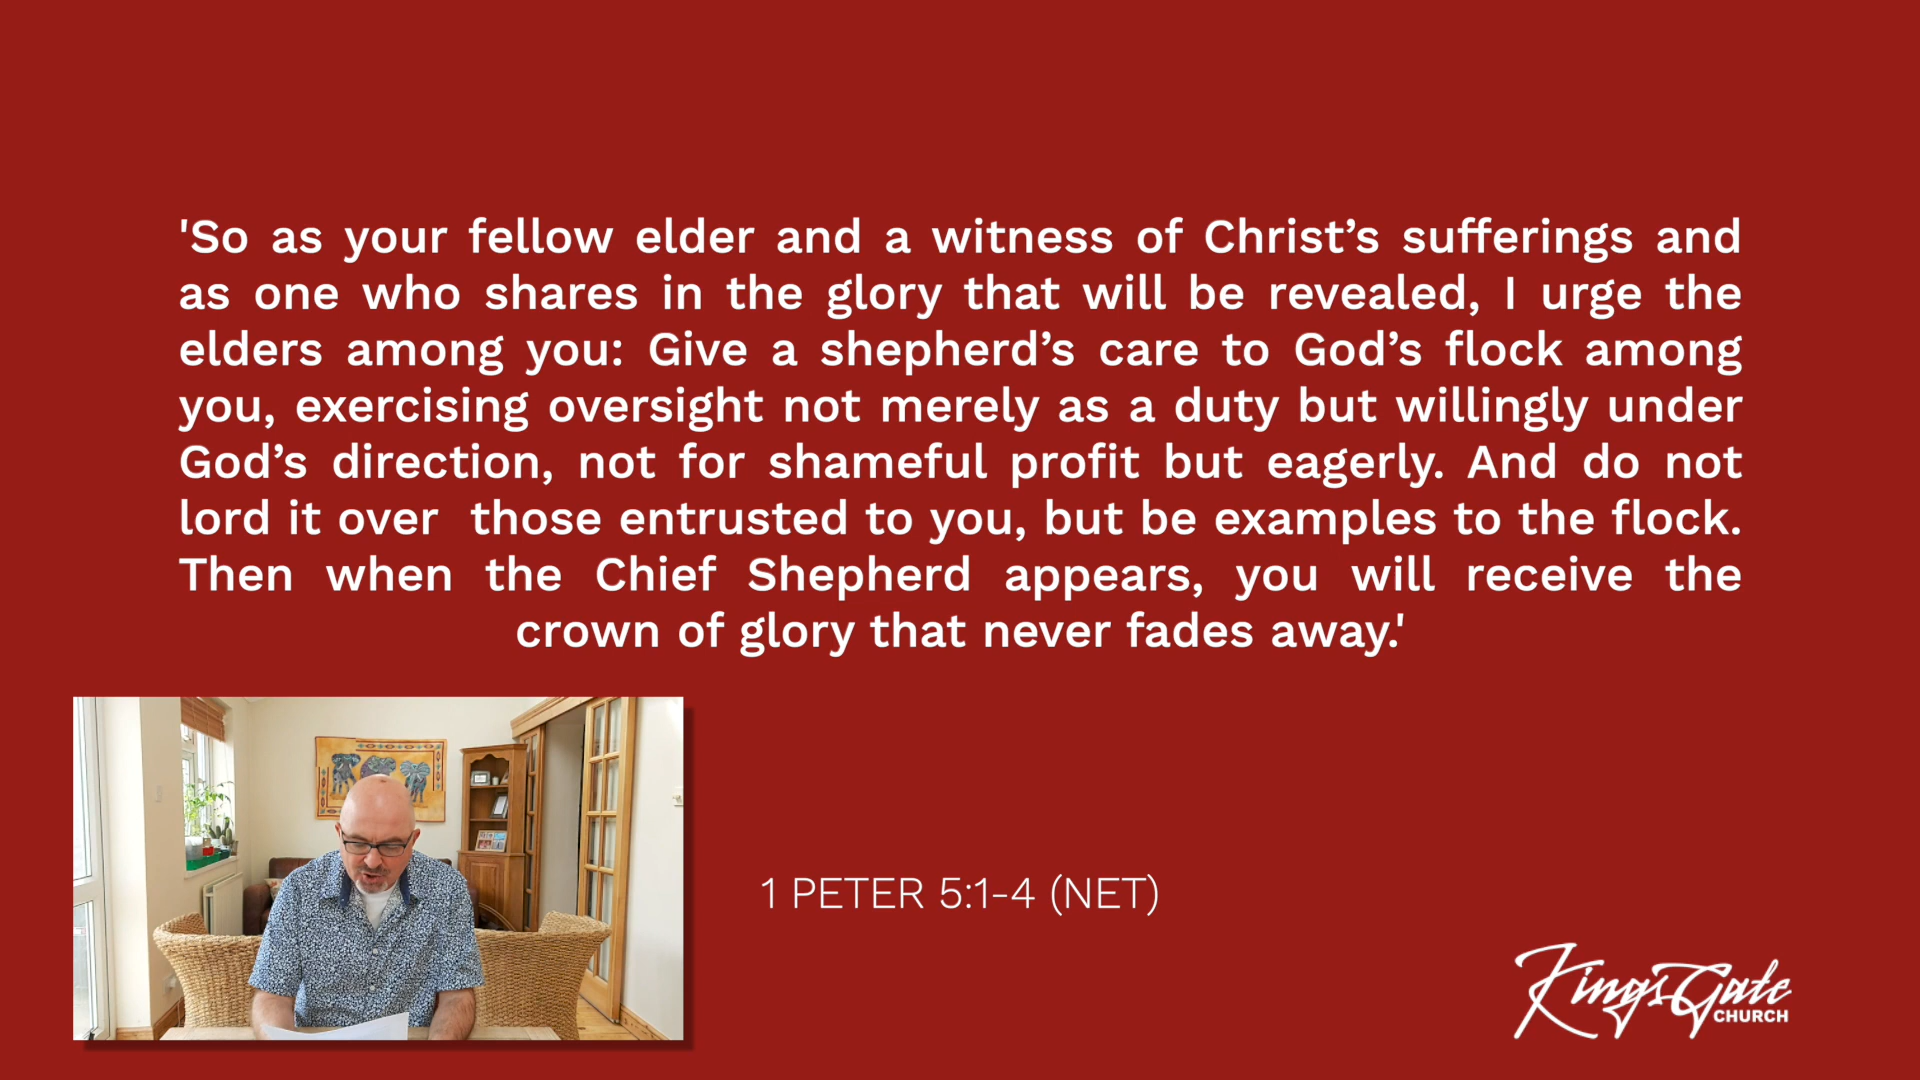 'So as your fellow elder and a witness of Christ’s sufferings and
as one who shares in the glory that will be revealed, I urge the
elders among you: Give a shepherd’s care to God’s flock among
you, exercising oversight not merely as a duty but willingly under
God’s direction, not for shameful profit but eagerly. And do not
lord it over  those entrusted to you, but be examples to the flock.
Then when the Chief Shepherd appears, you will receive the
crown of glory that never fades away.'
1 PETER 5:1-4 (NET)
King'sGate
CHURCH